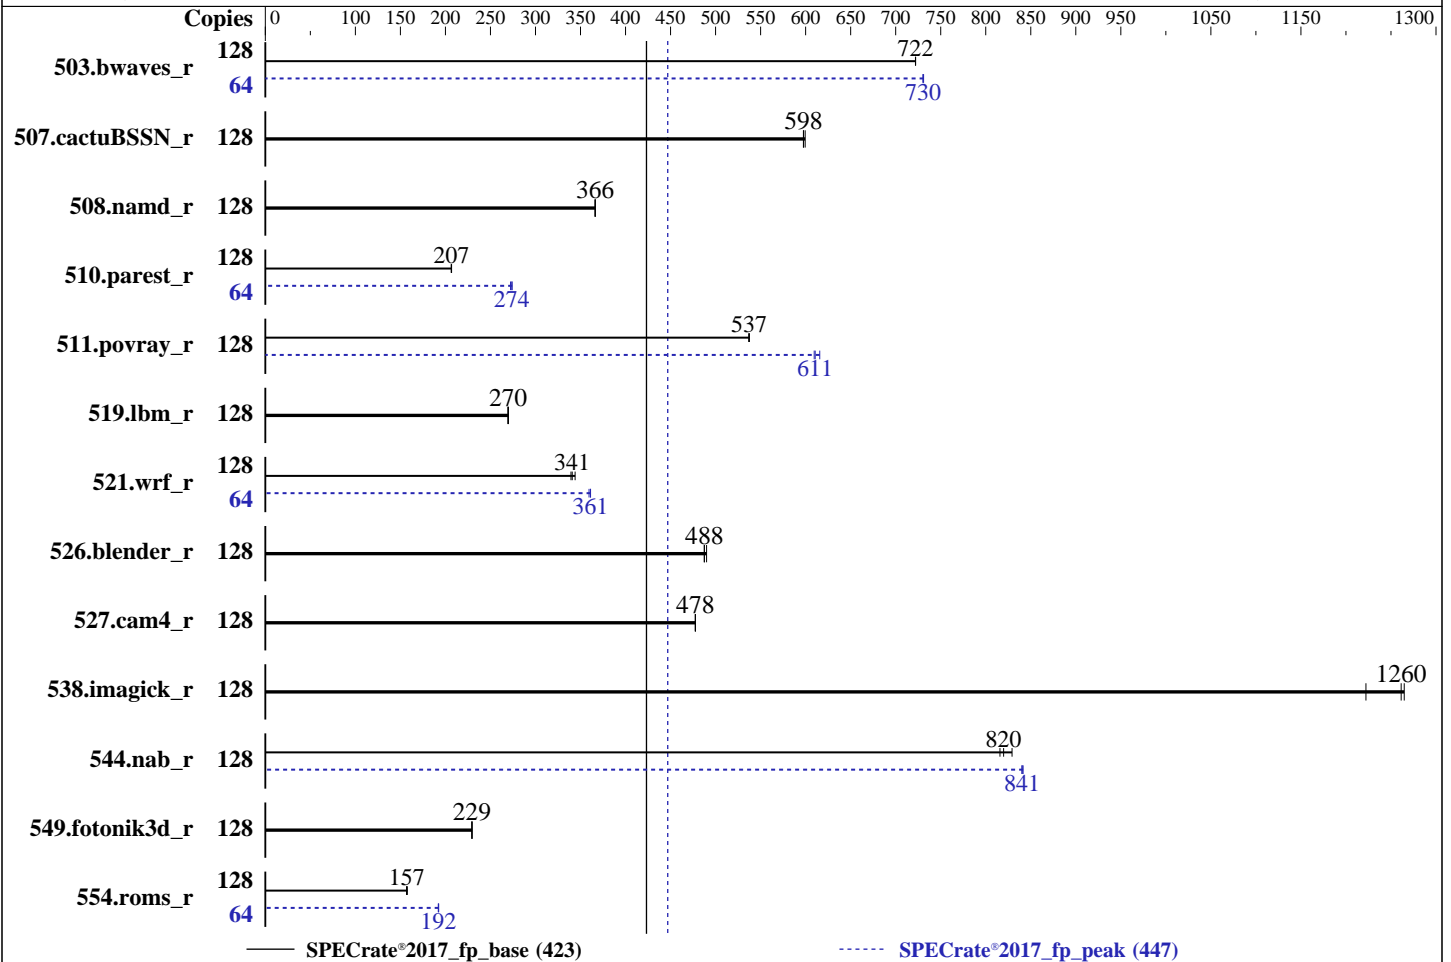 Copies 0 100 150 200 250 300 350 400 450 500 550 600 650 700 750 800 850 900 950 1050 1150 1300
503.bwaves_r 128 722
64 730
507.cactuBSSN_r 128 598
508.namd_r 128 366
510.parest_r 128 207
64 274
511.povray_r 128 537
611
519.lbm_r 128 270
521.wrf_r 128 341
64 361
526.blender_r 128 488
527.cam4_r 128 478
538.imagick_r 128 1260
544.nab_r 128 820
841
549.fotonik3d_r 128 229
554.roms_r 128 157
64 192
SPECrate®2017_fp_base (423) SPECrate®2017_fp_peak (447)